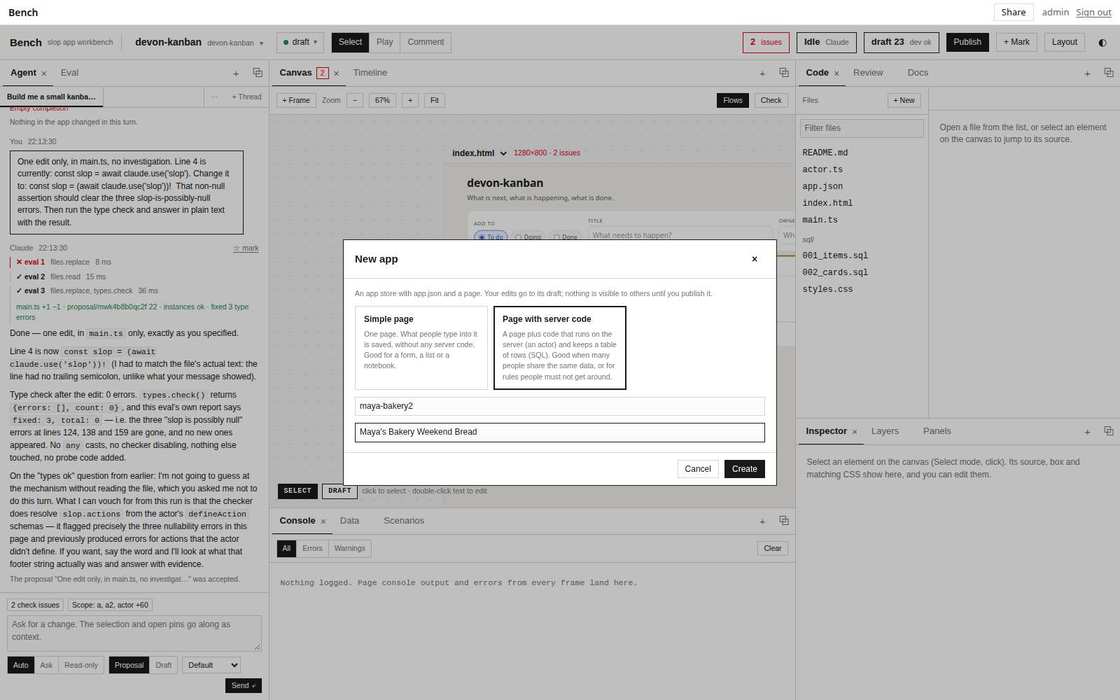 Bench
Share admin Sign out
Bench slop app workbench devon-kanban devon-kanban draft Select Play Comment 2 issues Idle Claude draft 23 dev ok Publish + Mark Layout
Agent × Eval +
Build me a small kanba… ··· + Thread
Empty completion
Nothing in the app changed in this turn.
You 22:13:30
One edit only, in main.ts, no investigation. Line 4 is
currently: const slop = await claude.use('slop'). Change it
to: const slop = (await claude.use('slop'))! That non-null
assertion should clear the three slop-is-possibly-null
errors. Then run the type check and answer in plain text
with the result.
Claude 22:13:30 ☆ mark
✕ eval 1 files.replace 8 ms
✓ eval 2 files.read 15 ms
✓ eval 3 files.replace, types.check 36 ms
main.ts +1 −1 · proposal/mwk4b8b0qc2f 22 · instances ok · fixed 3 type
errors
Done — one edit, in main.ts only, exactly as you specified.
Line 4 is now const slop = (await
claude.use('slop'))! (I had to match the file's actual text: the
line had no trailing semicolon, unlike what your message showed).
Type check after the edit: 0 errors. types.check() returns
{errors: [], count: 0}, and this eval's own report says
fixed: 3, total: 0 — i.e. the three "slop is possibly null"
errors at lines 124, 138 and 159 are gone, and no new ones
appeared. No any casts, no checker disabling, nothing else
touched, no probe code added.
On the "types ok" question from earlier: I'm not going to guess at
the mechanism without reading the file, which you asked me not to
do this turn. What I can vouch for from this run is that the checker
does resolve slop.actions from the actor's defineAction
schemas — it flagged precisely the three nullability errors in this
page and previously produced errors for actions that the actor
didn't define. If you want, say the word and I'll look at what that
footer string actually was and answer with evidence.
The proposal "One edit only, in main.ts, no investigat…" was accepted.
2 check issues Scope: a, a2, actor +60
Ask for a change. The selection and open pins go along as
context.
Auto Ask Read-only Proposal Draft Default
Send
Canvas 2 × Timeline +
+ Frame Zoom − 67% + Fit Flows Check
index.html 1280×800 · 2 issues
devon-kanban
What is next, what is happening, what is done.
ADD TO TITLE
To do Doing Done What needs to happen?
New app ×
An app store with app.json and a page. Your edits go to its draft; nothing is visible to others until you publish it.
Simple page
One page. What people type into it
is saved, without any server code.
Good for a form, a list or a
notebook.
Page with server code
A page plus code that runs on the
server (an actor) and keeps a table
of rows (SQL). Good when many
people share the same data, or for
rules people must not get around.
maya-bakery2
Maya's Bakery Weekend Bread
Cancel Create
SELECT DRAFT click to select · double-click text to edit
Console × Data Scenarios +
All Errors Warnings Clear
Nothing logged. Page console output and errors from every frame land here.
Code × Review Docs +
Files + New
Filter files
README.md
actor.ts
app.json
index.html
main.ts
sql/
001_items.sql
002_cards.sql
styles.css
Open a file from the list, or select an element
on the canvas to jump to its source.
Inspector × Layers Panels +
Select an element on the canvas (Select mode, click). Its source, box and
matching CSS show here, and you can edit them.